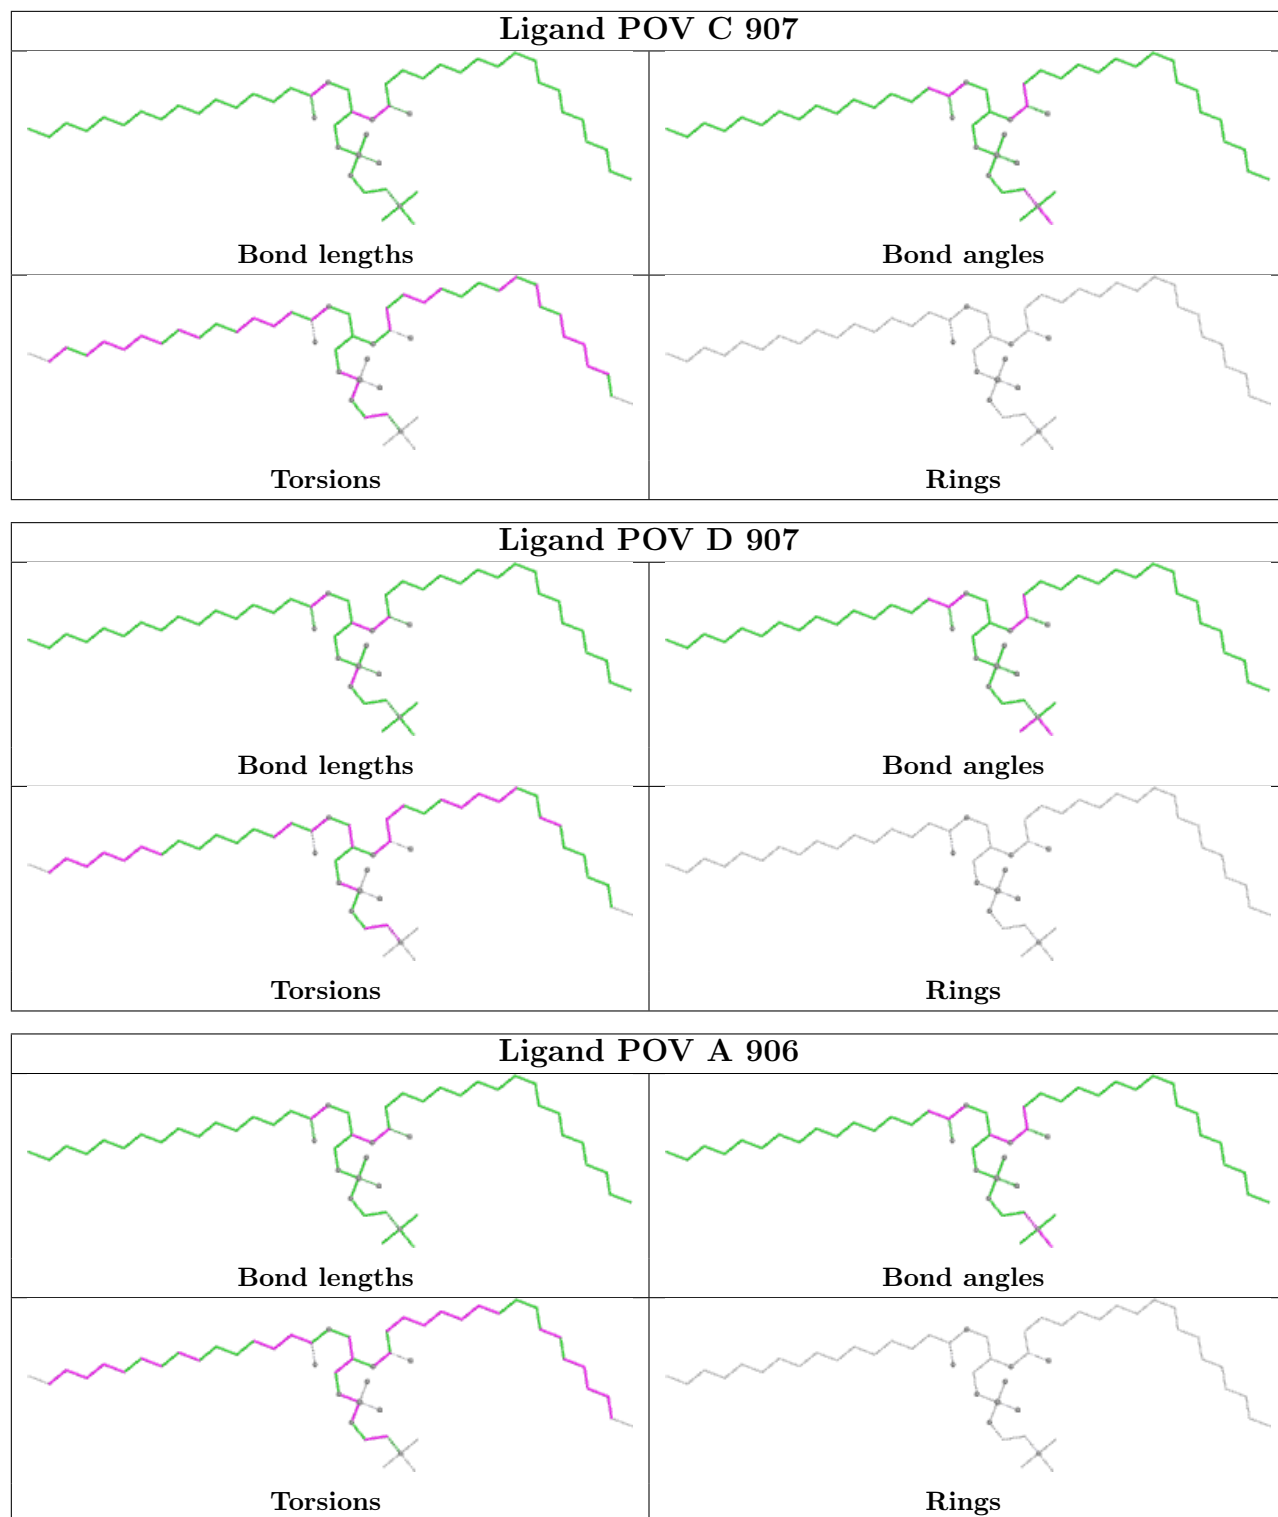 Ligand POV C 907
Bond lengths
Bond angles
Torsions
Rings
Ligand POV D 907
Bond lengths
Bond angles
Torsions
Rings
Ligand POV A 906
Bond lengths
Bond angles
Torsions
Rings